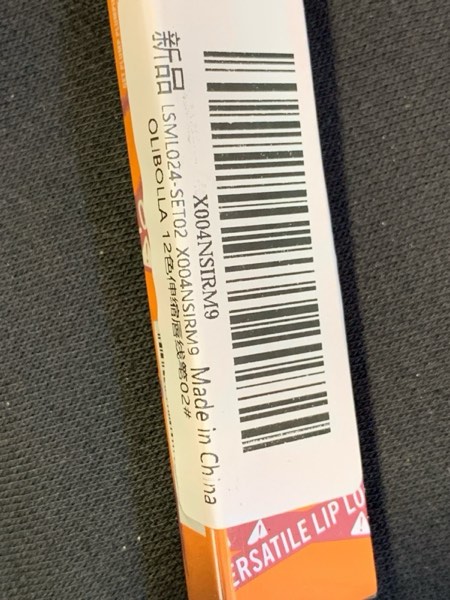 X004NSIRM9
新品 LSML024-SET02 X004NSIRM9 Made in China
OLIBOLLA 12色伸缩唇线笔02#
ERSATILE LIP LO